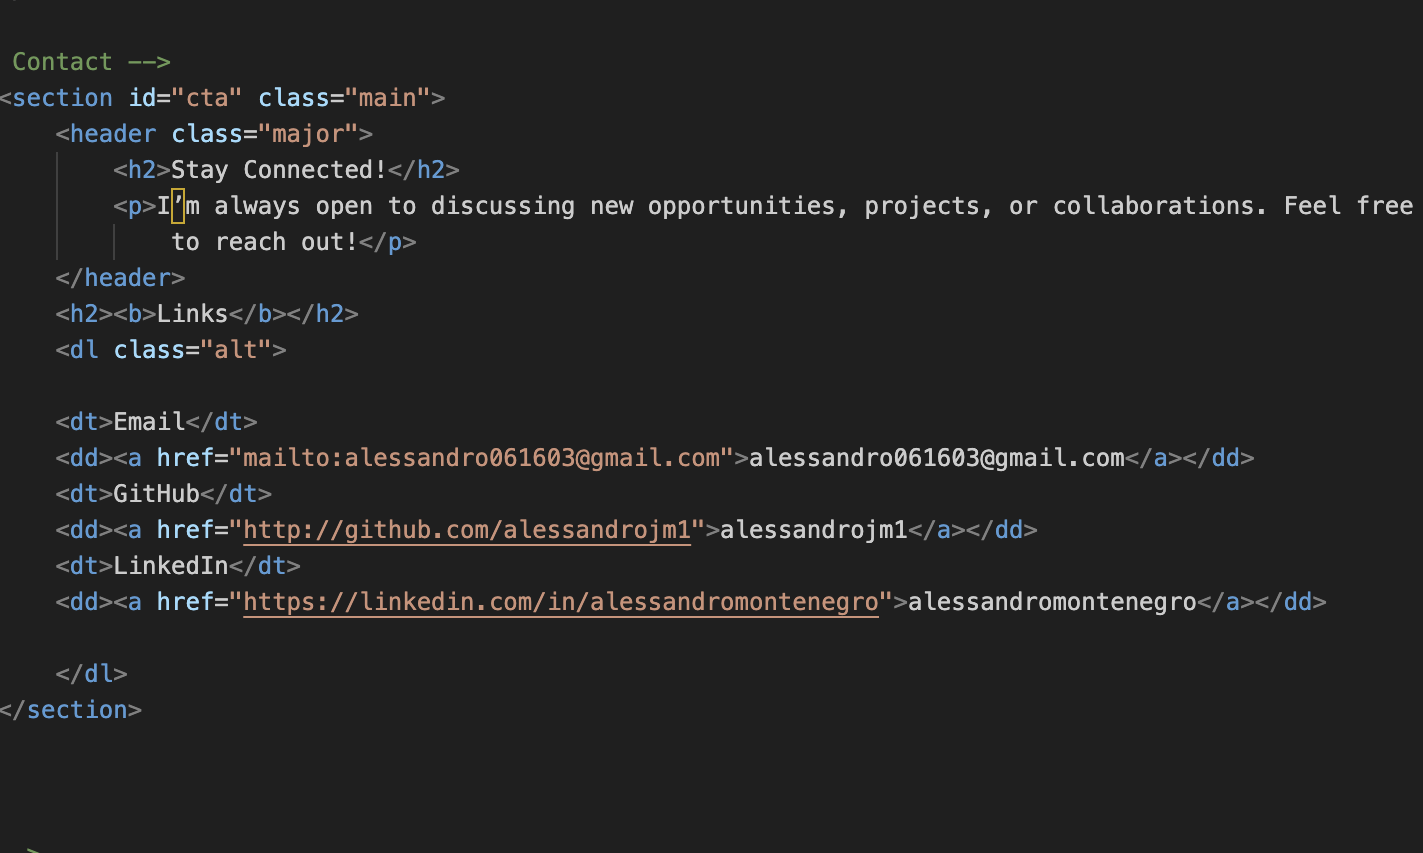 Contact -->
<section id="cta" class="main">
<header class="major">
<h2>Stay Connected!</h2>
<p>I’m always open to discussing new opportunities, projects, or collaborations. Feel free
to reach out!</p>
</header>
<h2><b>Links</b></h2>
<dl class="alt">
<dt>Email</dt>
<dd><a href="mailto:alessandro061603@gmail.com">alessandro061603@gmail.com</a></dd>
<dt>GitHub</dt>
<dd><a href="http://github.com/alessandrojm1">alessandrojm1</a></dd>
<dt>LinkedIn</dt>
<dd><a href="https://linkedin.com/in/alessandromontenegro">alessandromontenegro</a></dd>
</dl>
</section>